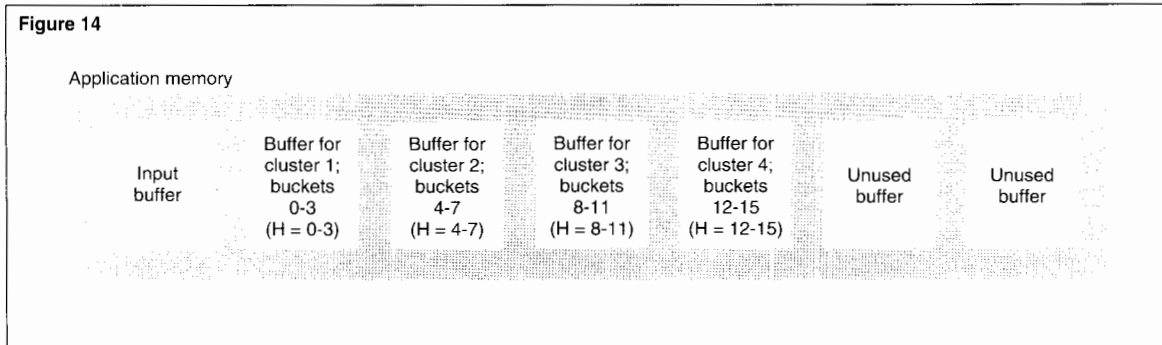 Figure 14
Application memory
Input
buffer
Buffer for
cluster 1;
buckets
0-3
(H = 0-3)
Buffer for
cluster 2;
buckets
4-7
(H = 4-7)
Buffer for
cluster 3;
buckets
8-11
(H = 8-11)
Buffer for
cluster 4;
buckets
12-15
(H = 12-15)
Unused
buffer
Unused
buffer